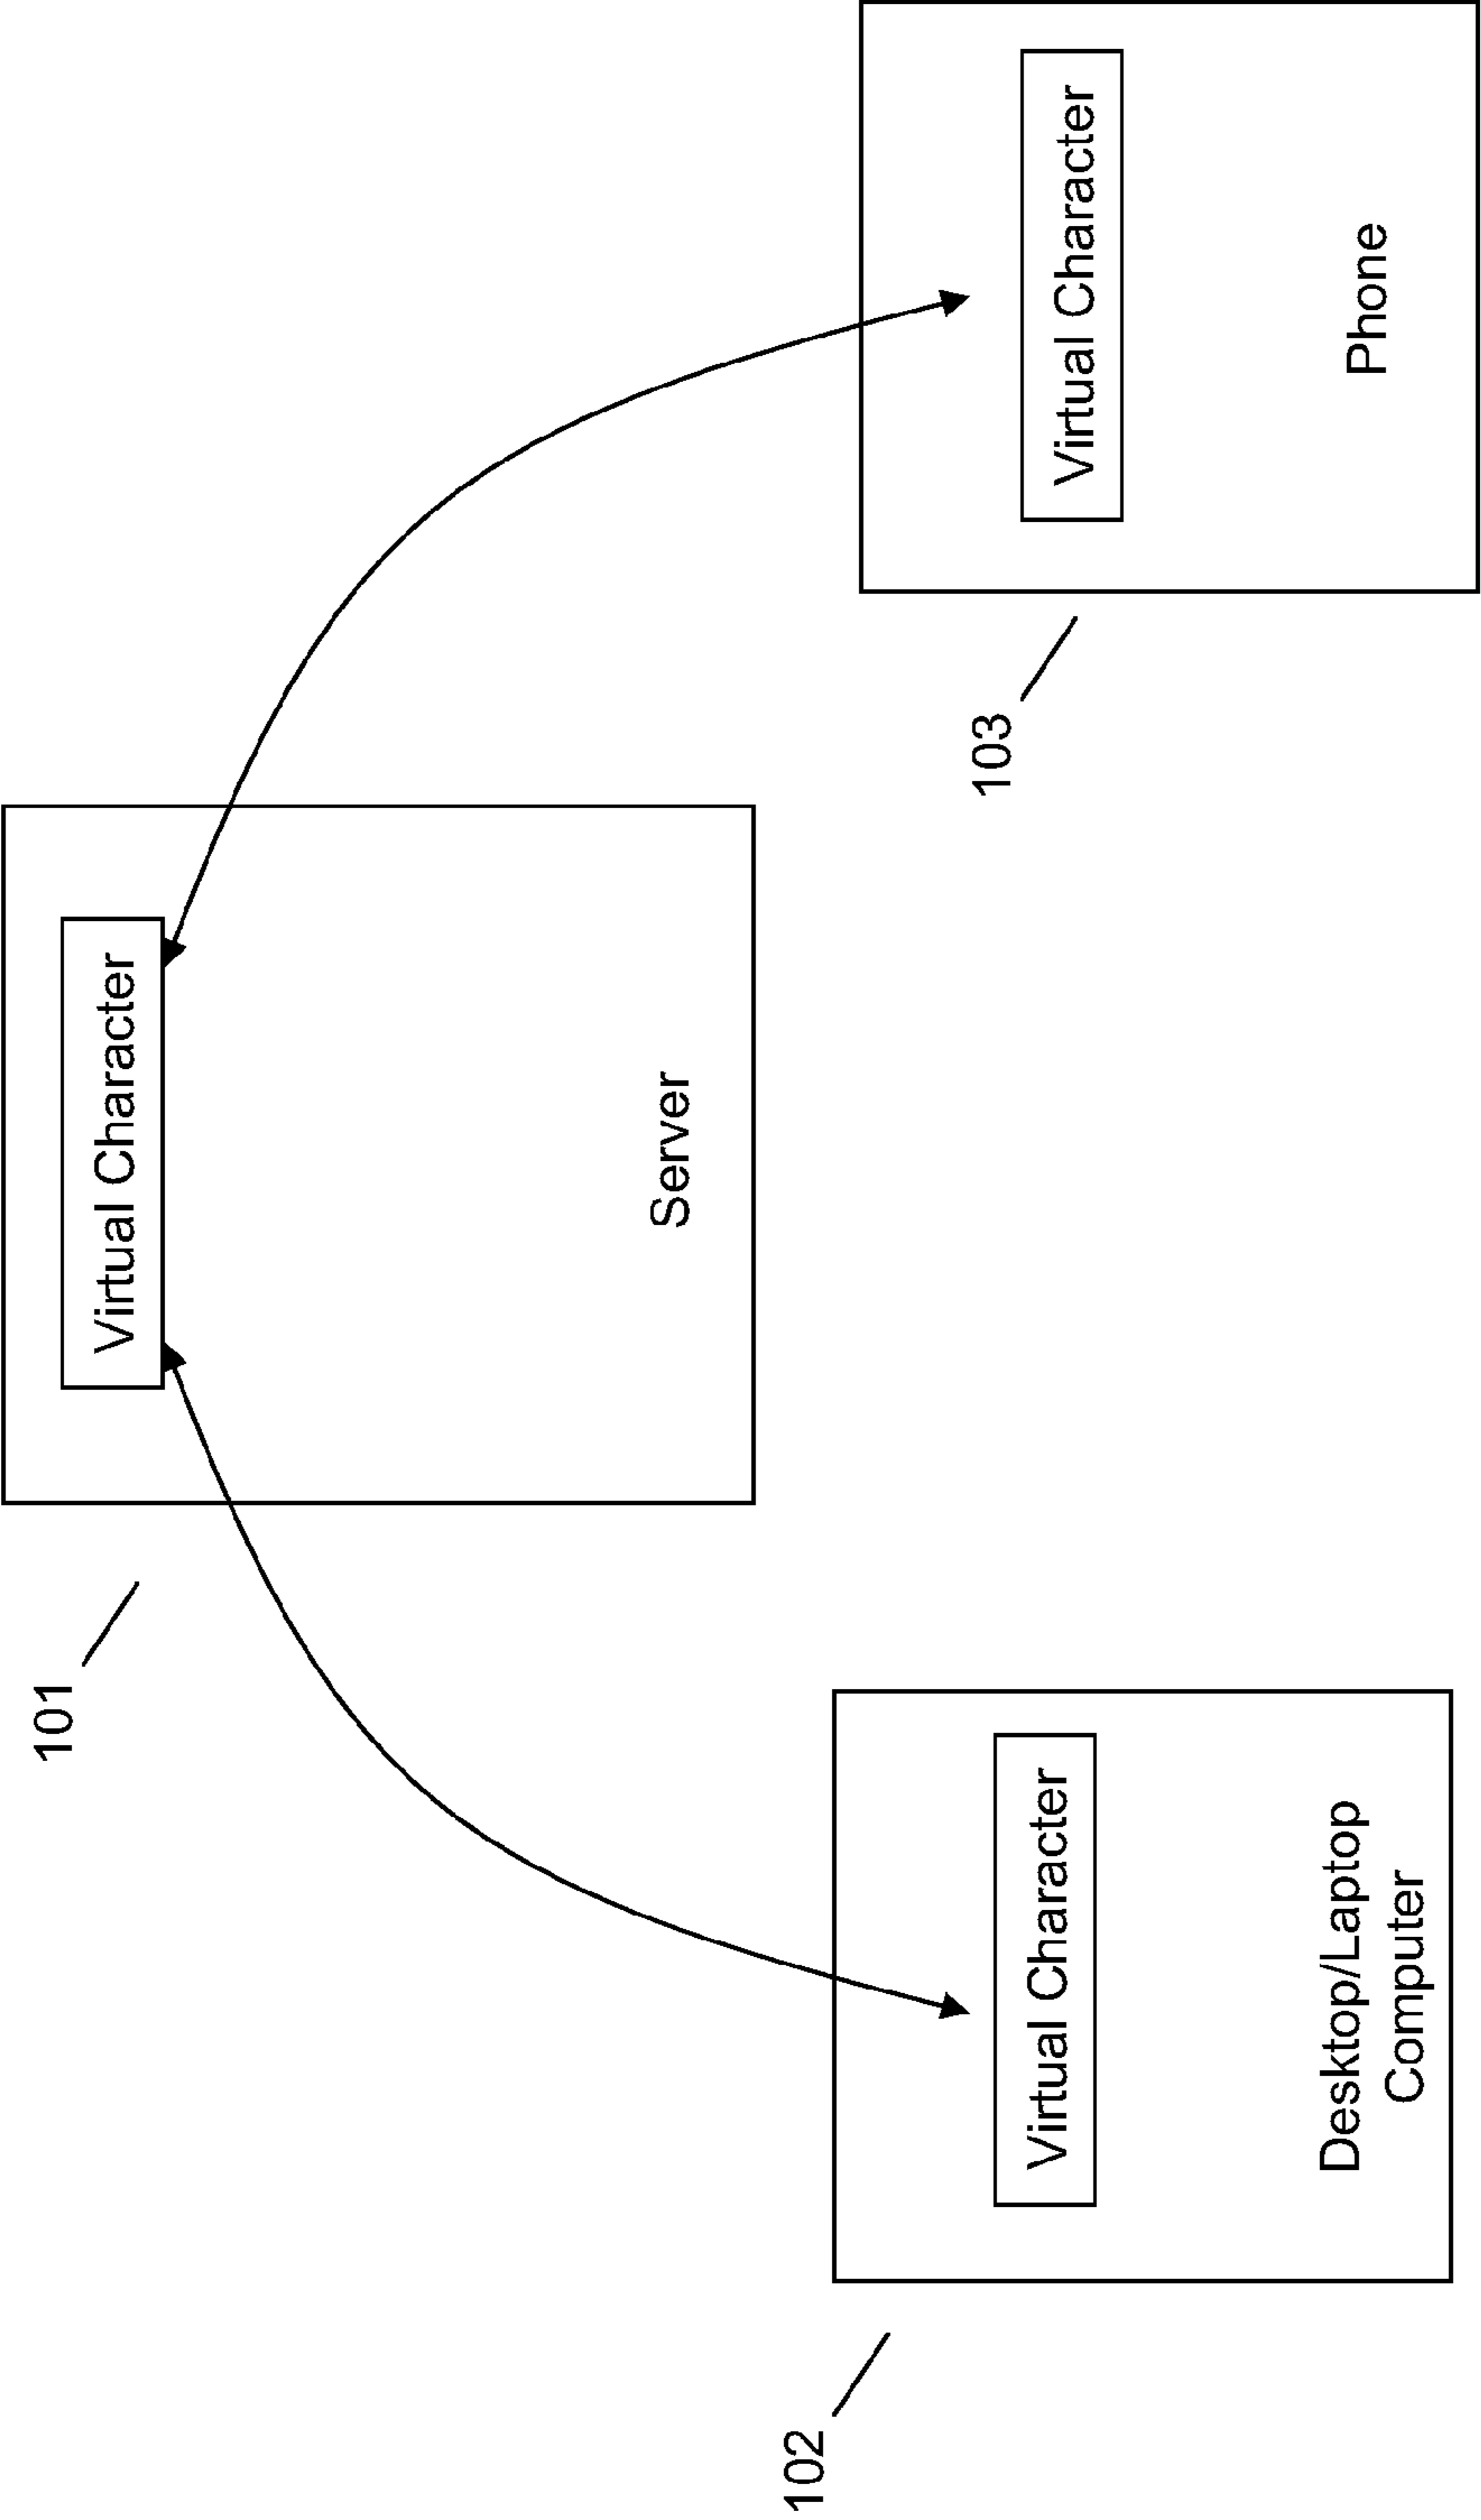 101
Virtual Character
Server
102
Virtual Character
Desktop/Laptop
Computer
103
Virtual Character
Phone